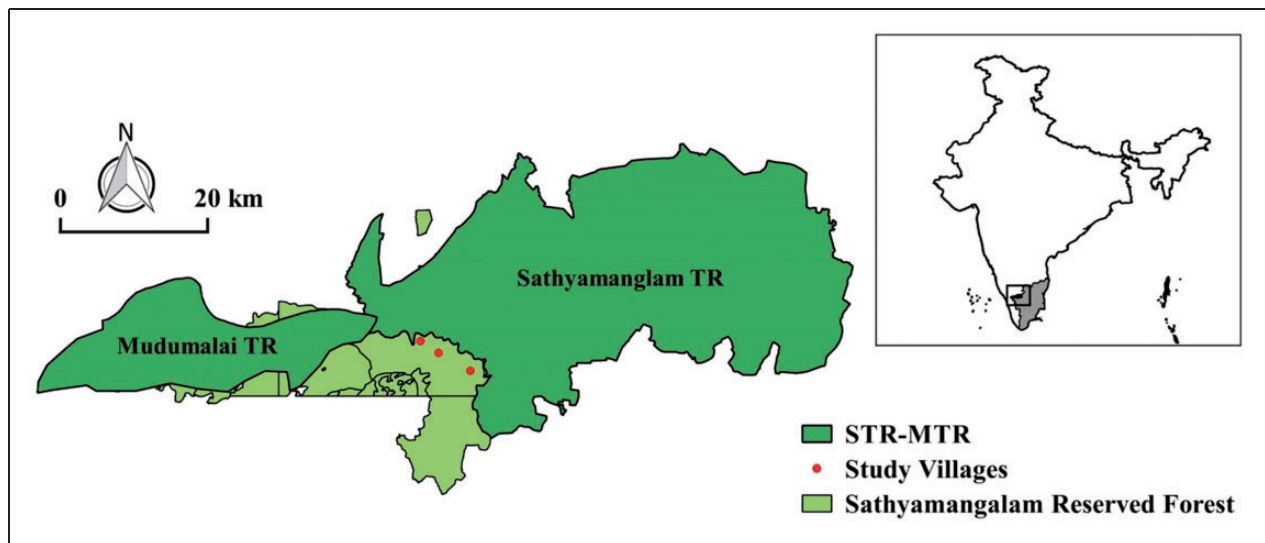 N
0 20 km
Sathyamanglam TR
Mudumalai TR
STR-MTR
Study Villages
Sathyamangalam Reserved Forest